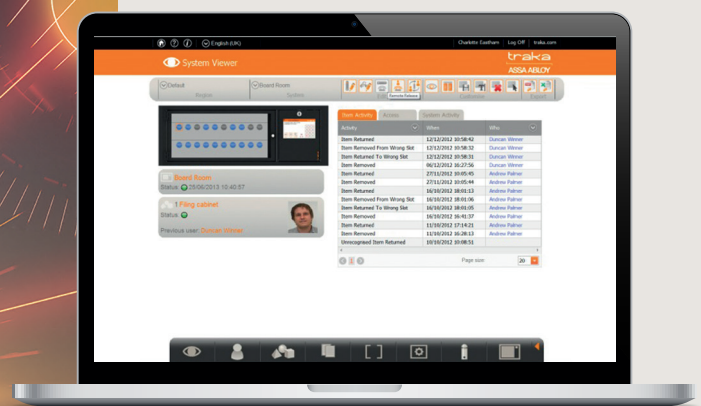 English (UK)
Charlotte Eastham Log Off traka.com
System Viewer
traka
ASSA ABLOY
Default
Board Room
Region
System
Remote Release
Item Activity Access System Activity
Activity When Who
Item Returned 12/12/2012 10:58:42 Duncan Winner
Item Removed From Wrong Slot 12/12/2012 10:58:32 Duncan Winner
Item Returned To Wrong Slot 12/12/2012 10:58:31 Duncan Winner
Item Removed 06/12/2012 16:27:56 Duncan Winner
Item Returned 27/11/2012 10:05:45 Andrew Palmer
Item Removed 27/11/2012 10:05:44 Andrew Palmer
Item Returned 16/10/2012 18:01:13 Andrew Palmer
Item Removed From Wrong Slot 16/10/2012 18:01:06 Andrew Palmer
Item Returned To Wrong Slot 16/10/2012 18:01:05 Andrew Palmer
Item Removed 16/10/2012 16:41:37 Andrew Palmer
Item Returned 11/10/2012 17:14:21 Andrew Palmer
Item Removed 11/10/2012 16:28:13 Andrew Palmer
Unrecognised Item Returned 10/10/2012 10:08:51
1 Page size: 20
Board Room
Status: 25/06/2013 10:40:57
1 Filing cabinet
Status:
Previous user: Duncan Winner